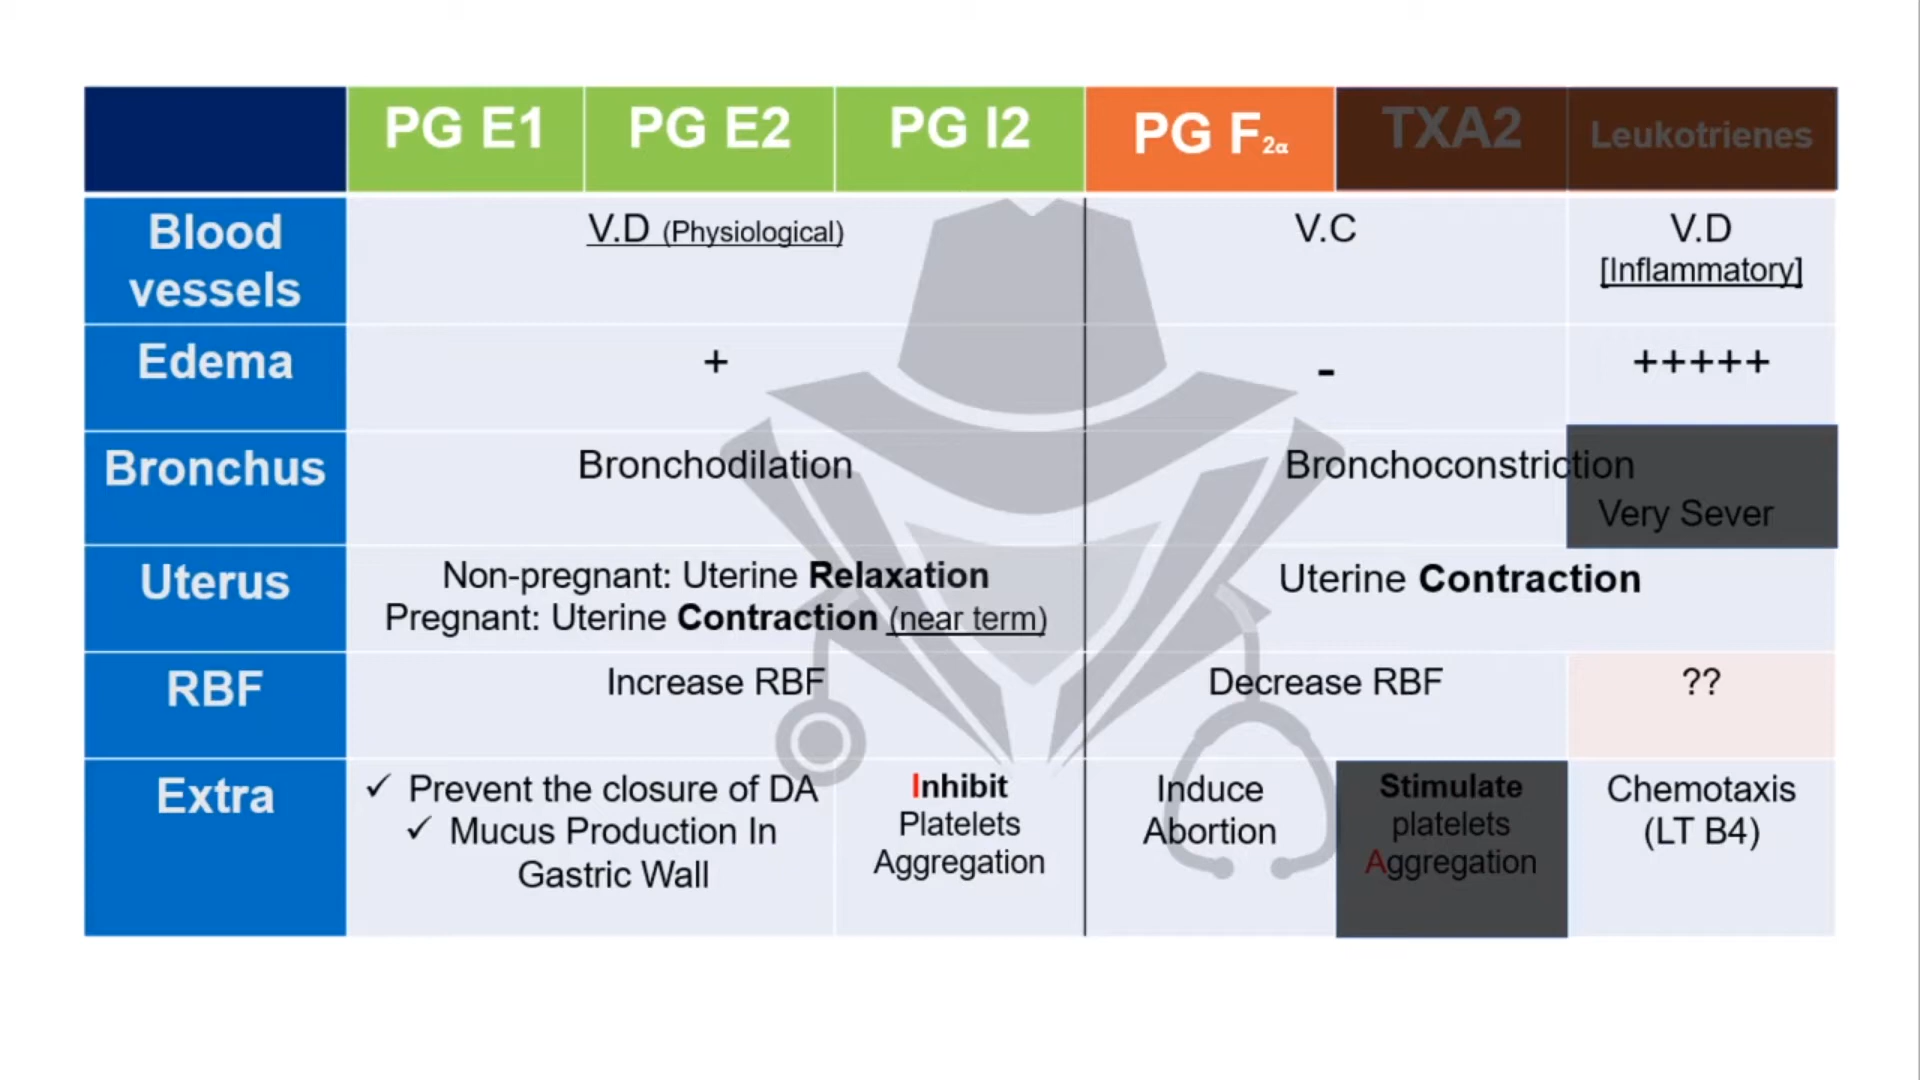 PG E1 PG E2 PG I2 PG F2α TXA2 Leukotrienes
Blood
vessels
V.D (Physiological)
V.C
V.D
[Inflammatory]
Edema
+
-
+++++
Bronchus
Bronchodilation
Bronchoconstriction
Very Sever
Uterus
Non-pregnant: Uterine Relaxation
Pregnant: Uterine Contraction (near term)
Uterine Contraction
RBF
Increase RBF
Decrease RBF
??
Extra
✓ Prevent the closure of DA
✓ Mucus Production In
Gastric Wall
Inhibit
Platelets
Aggregation
Induce
Abortion
Stimulate
platelets
Aggregation
Chemotaxis
(LT B4)